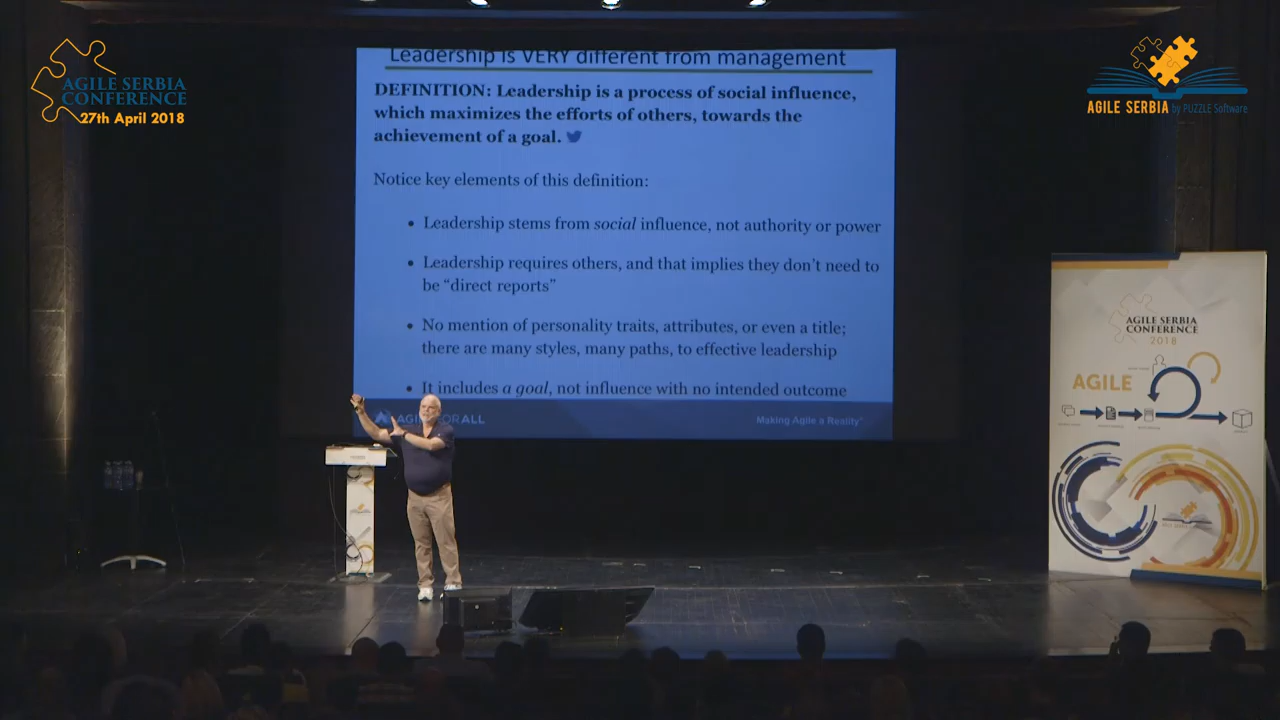 AGILE SERBIA
CONFERENCE
27th April 2018
AGILE SERBIA by PUZZLE Software
Leadership is VERY different from management
DEFINITION: Leadership is a process of social influence,
which maximizes the efforts of others, towards the
achievement of a goal.
Notice key elements of this definition:
• Leadership stems from social influence, not authority or power
• Leadership requires others, and that implies they don't need to
be "direct reports"
• No mention of personality traits, attributes, or even a title;
there are many styles, many paths, to effective leadership
• It includes a goal, not influence with no intended outcome
AGILE FOR ALL
Making Agile a Reality
AGILE SERBIA
CONFERENCE
2018
AGILE